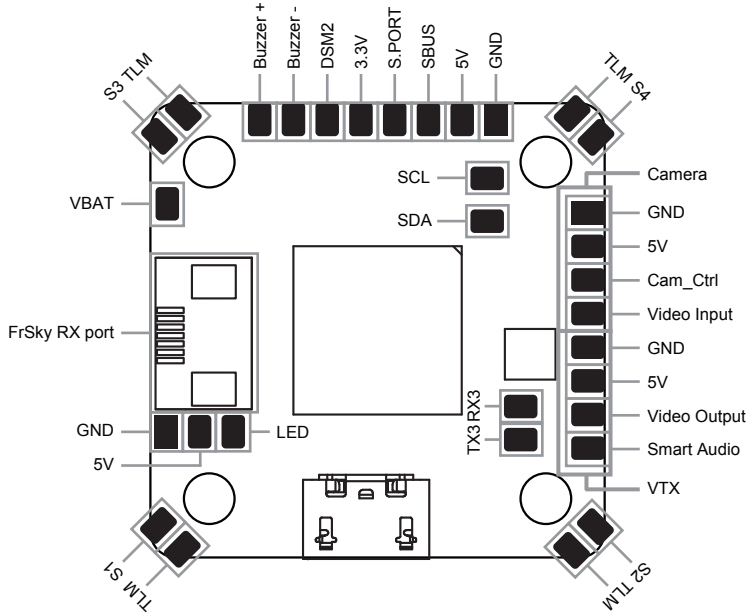 Buzzer +
Buzzer -
DSM2
3.3V
S.PORT
SBUS
5V
GND
S3 TLM
TLM S4
SCL
SDA
VBAT
Camera
GND
5V
Cam_Ctrl
Video Input
GND
5V
Video Output
Smart Audio
VTX
FrSky RX port
TX3 RX3
GND
LED
5V
TLM S1
S2 TLM